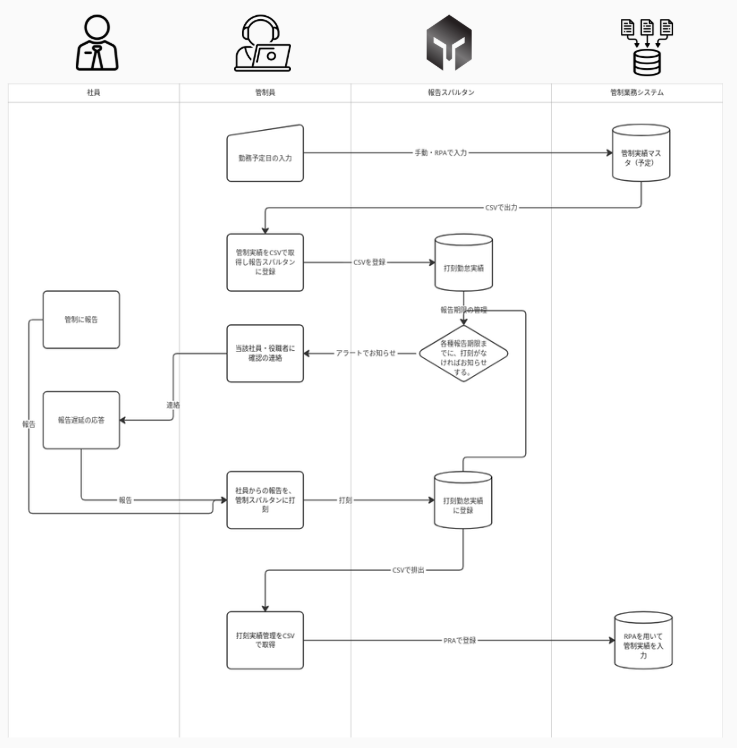 社員
管制員
報告スパルタン
管制業務システム
勤務予定日の入力
手動・RPAで入力
管制実績マス
タ（予定）
CSVで出力
管制実績をCSVで取
得し報告スパルタン
に登録
CSVを登録
打刻勤怠実績
報告期限の管理
管制に報告
当該社員・役職者に
確認の連絡
アラートでお知らせ
各種報告期限ま
でに、打刻がな
ければお知らせ
する。
連絡
報告遅延の応答
報告
社員からの報告を、
管制スパルタンに打
刻
報告
打刻
打刻勤怠実績
に登録
CSVで排出
打刻実績管理をCSV
で取得
PRAで登録
RPAを用いて
管制実績を入
力